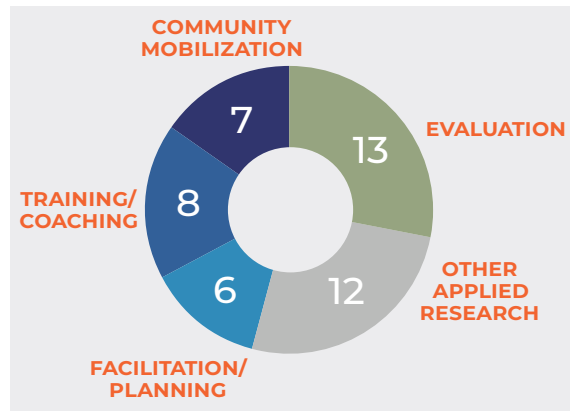 COMMUNITY
MOBILIZATION
7
13
EVALUATION
TRAINING/
COACHING
8
6
12
OTHER
APPLIED
RESEARCH
FACILITATION/
PLANNING